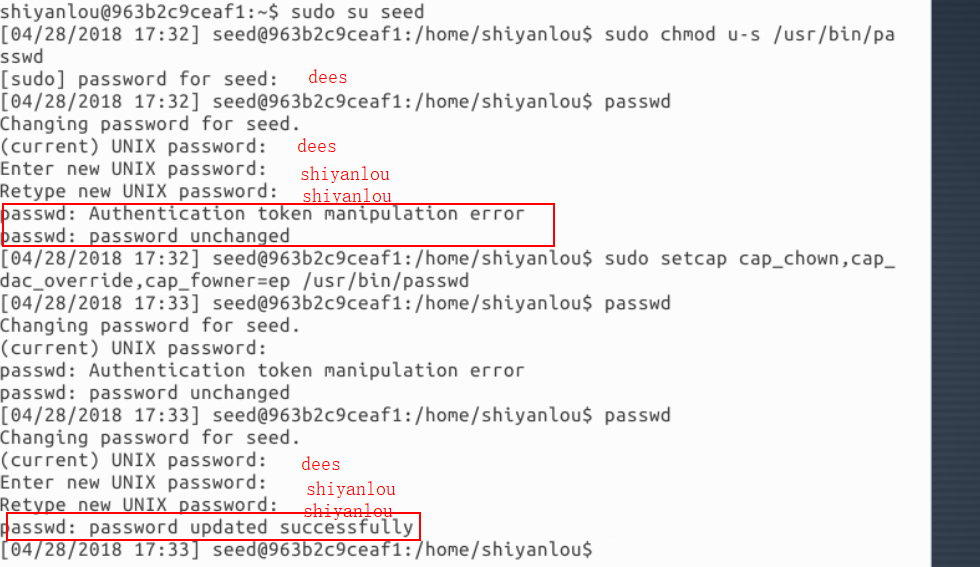 shiyanlou@963b2c9ceaf1:~$ sudo su seed
[04/28/2018 17:32] seed@963b2c9ceaf1:/home/shiyanlou$ sudo chmod u-s /usr/bin/pa
sswd
[sudo] password for seed: dees
[04/28/2018 17:32] seed@963b2c9ceaf1:/home/shiyanlou$ passwd
Changing password for seed.
(current) UNIX password: dees
Enter new UNIX password: shiyanlou
Retype new UNIX password: shiyanlou
passwd: Authentication token manipulation error
passwd: password unchanged
[04/28/2018 17:32] seed@963b2c9ceaf1:/home/shiyanlou$ sudo setcap cap_chown,cap_
dac_override,cap_fowner=ep /usr/bin/passwd
[04/28/2018 17:33] seed@963b2c9ceaf1:/home/shiyanlou$ passwd
Changing password for seed.
(current) UNIX password:
passwd: Authentication token manipulation error
passwd: password unchanged
[04/28/2018 17:33] seed@963b2c9ceaf1:/home/shiyanlou$ passwd
Changing password for seed.
(current) UNIX password: dees
Enter new UNIX password: shiyanlou
Retype new UNIX password: shiyanlou
passwd: password updated successfully
[04/28/2018 17:33] seed@963b2c9ceaf1:/home/shiyanlou$